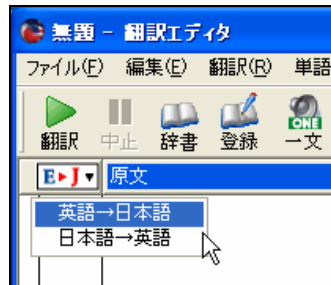 無題 - 翻訳エディタ
ファイル(F) 編集(E) 翻訳(R) 単語
ONE
翻訳 中止 辞書 登録 一文
E▸J▼ 原文
英語→日本語
日本語→英語